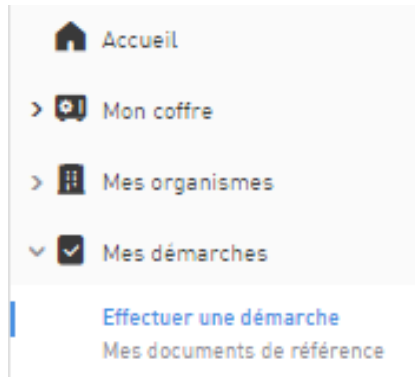 Accueil
Mon coffre
Mes organismes
Mes démarches
Effectuer une démarche
Mes documents de référence